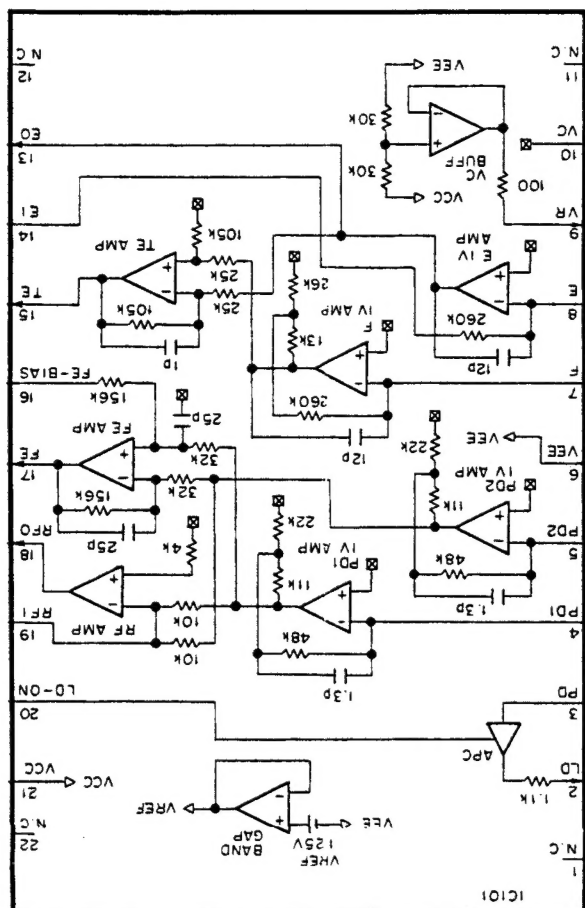 IC101
1
N.C
N.C
22
VREF
125V
VEE
BAND
GAP
VREF
VCC
VCC
21
2
LD
1.1k
APC
3
PD
20
LD-ON
4
PD1
1.3p
48k
PD1
IV AMP
11k
22k
10k
10k
RF AMP
4k
19
RFI
18
RFO
5
PD2
1.3p
48k
PD2
IV AMP
11k
22k
6
VEE
VEE
25p
156k
32k
32k
FE AMP
25p
156k
17
FE
16
FE-BIAS
7
F
12p
260k
F
IV AMP
13k
26k
1p
105k
25k
25k
TE AMP
105k
15
TE
8
E
12p
260k
E IV
AMP
14
EI
13
EO
9
VR
100
VC
BUFF
VCC
30k
30k
VEE
10
VC
11
N.C
12
N.C